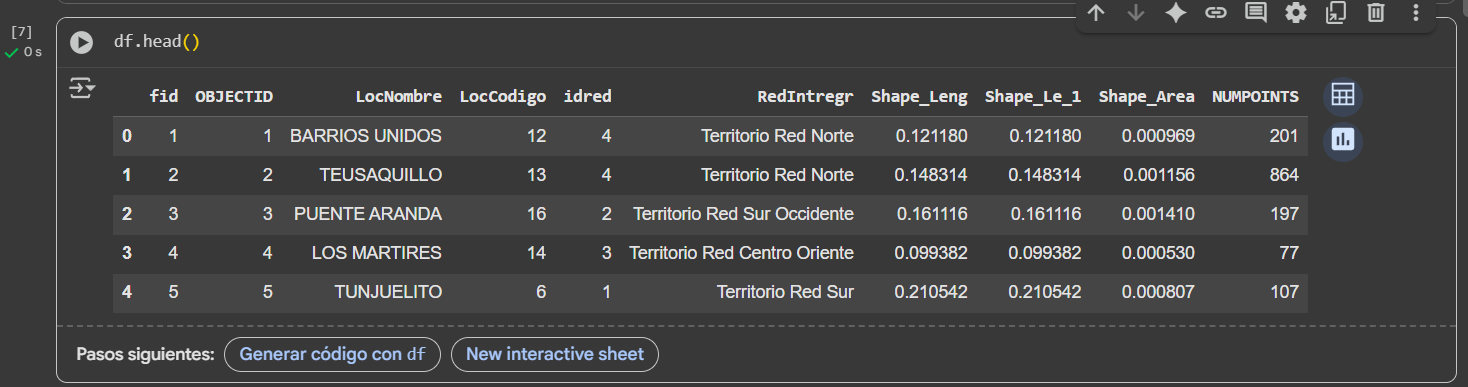 [7]
0 s
df.head()
fid OBJECTID LocNombre LocCodigo idred RedIntregr Shape_Leng Shape_Le_1 Shape_Area NUMPOINTS
0 1 1 BARRIOS UNIDOS 12 4 Territorio Red Norte 0.121180 0.121180 0.000969 201
1 2 2 TEUSAQUILLO 13 4 Territorio Red Norte 0.148314 0.148314 0.001156 864
2 3 3 PUENTE ARANDA 16 2 Territorio Red Sur Occidente 0.161116 0.161116 0.001410 197
3 4 4 LOS MARTIRES 14 3 Territorio Red Centro Oriente 0.099382 0.099382 0.000530 77
4 5 5 TUNJUELITO 6 1 Territorio Red Sur 0.210542 0.210542 0.000807 107
Pasos siguientes: Generar código con df New interactive sheet